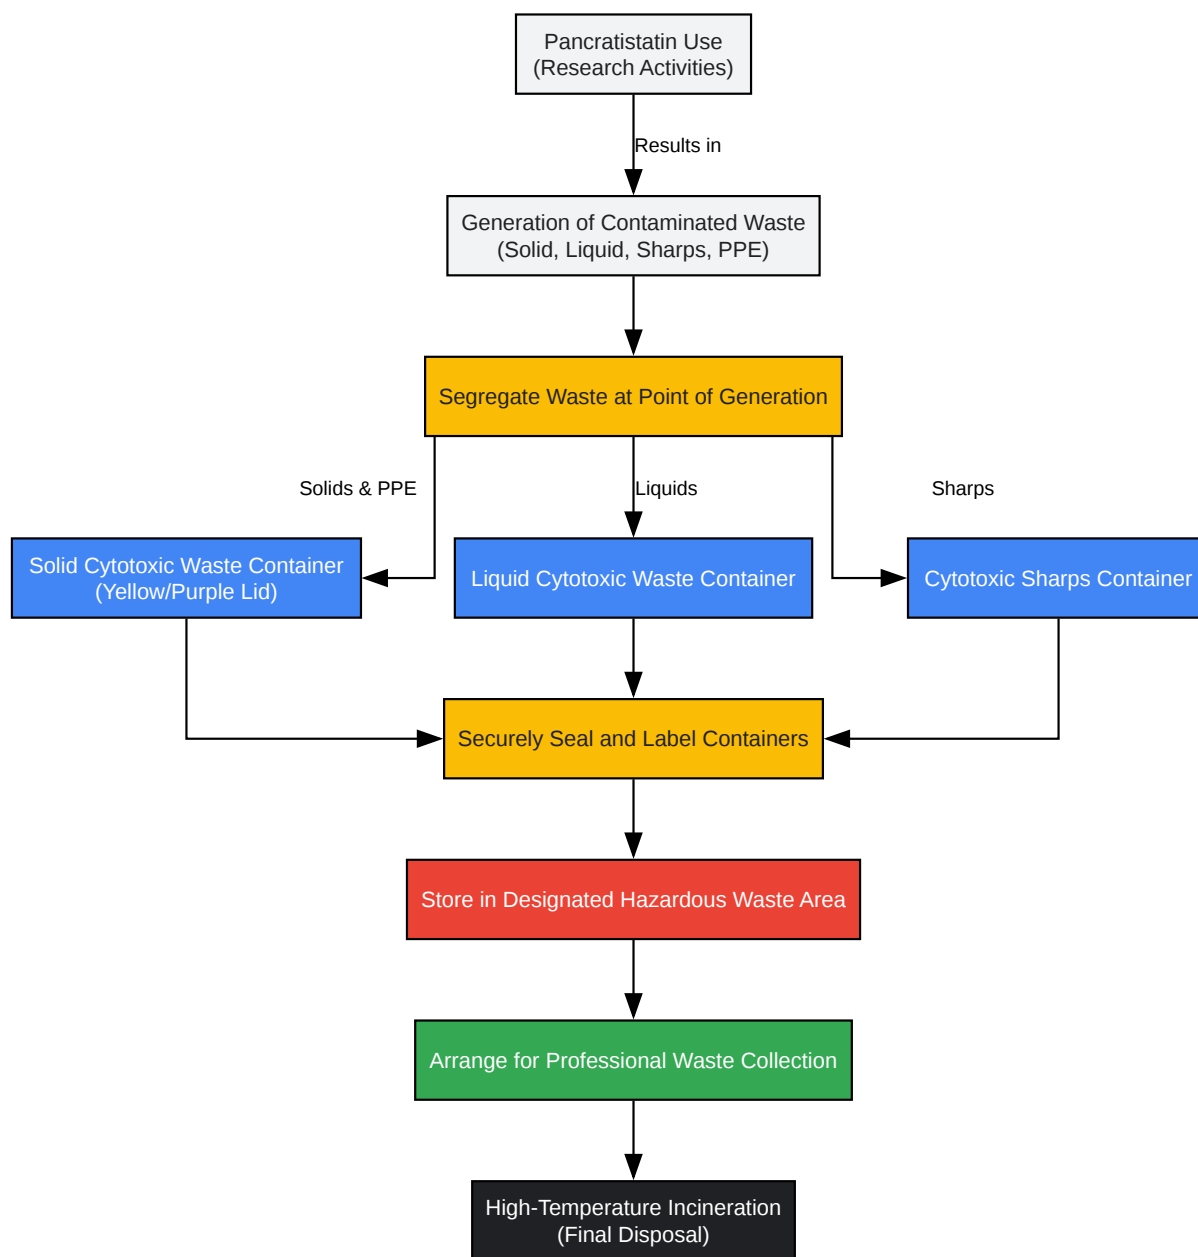 Pancratistatin Use
(Research Activities)
Results in
Generation of Contaminated Waste
(Solid, Liquid, Sharps, PPE)
Segregate Waste at Point of Generation
Solids & PPE
Liquids
Sharps
Solid Cytotoxic Waste Container
(Yellow/Purple Lid)
Liquid Cytotoxic Waste Container
Cytotoxic Sharps Container
Securely Seal and Label Containers
Store in Designated Hazardous Waste Area
Arrange for Professional Waste Collection
High-Temperature Incineration
(Final Disposal)